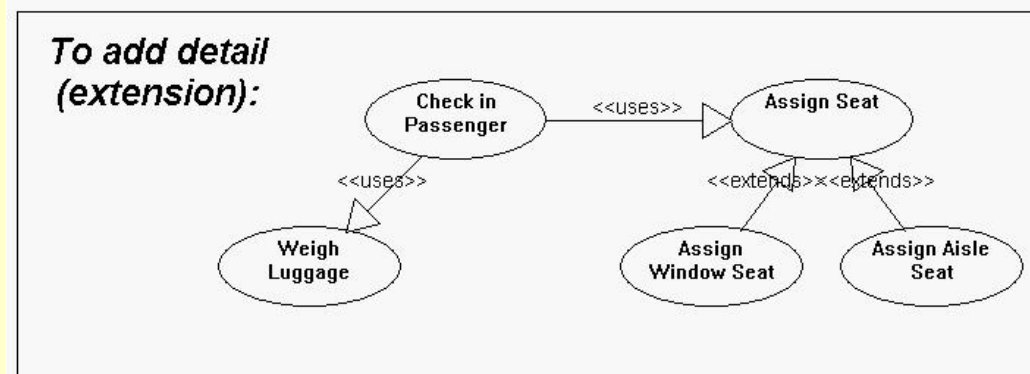 To add detail
(extension):
Check in
Passenger
<<uses>>
Assign Seat
<<uses>>
<<extends>>
<<extends>>
Weigh
Luggage
Assign
Window Seat
Assign Aisle
Seat